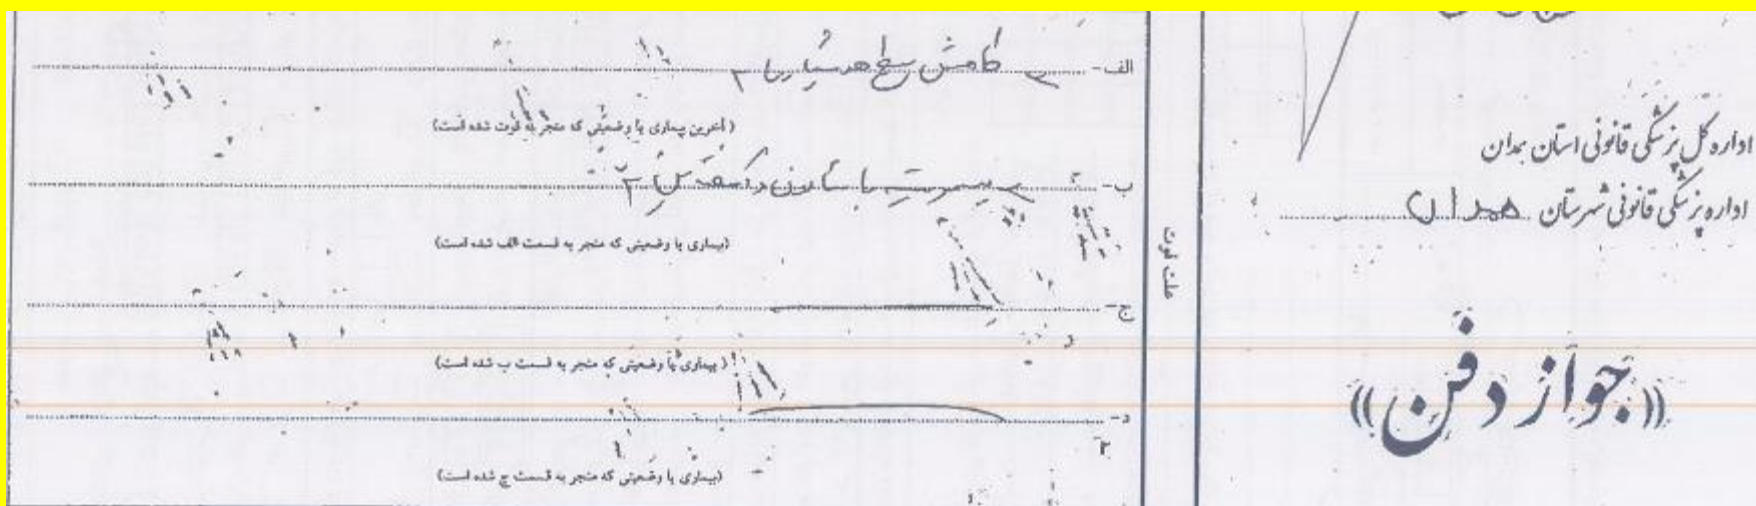 اداره کل پزشکی قانونی استان همدان
اداره پزشکی قانونی شهرستان همدان
((جواز دفن))
علت فوت
الف- کاهش سطح هوشیاری
(آخرین بیماری یا وضعیتی که منجر به فوت شده است)
ب-
(بیماری یا وضعیتی که منجر به قسمت الف شده است)
ج-
(بیماری یا وضعیتی که منجر به قسمت ب شده است)
د-
۲
(بیماری یا وضعیتی که منجر به قسمت ج شده است)